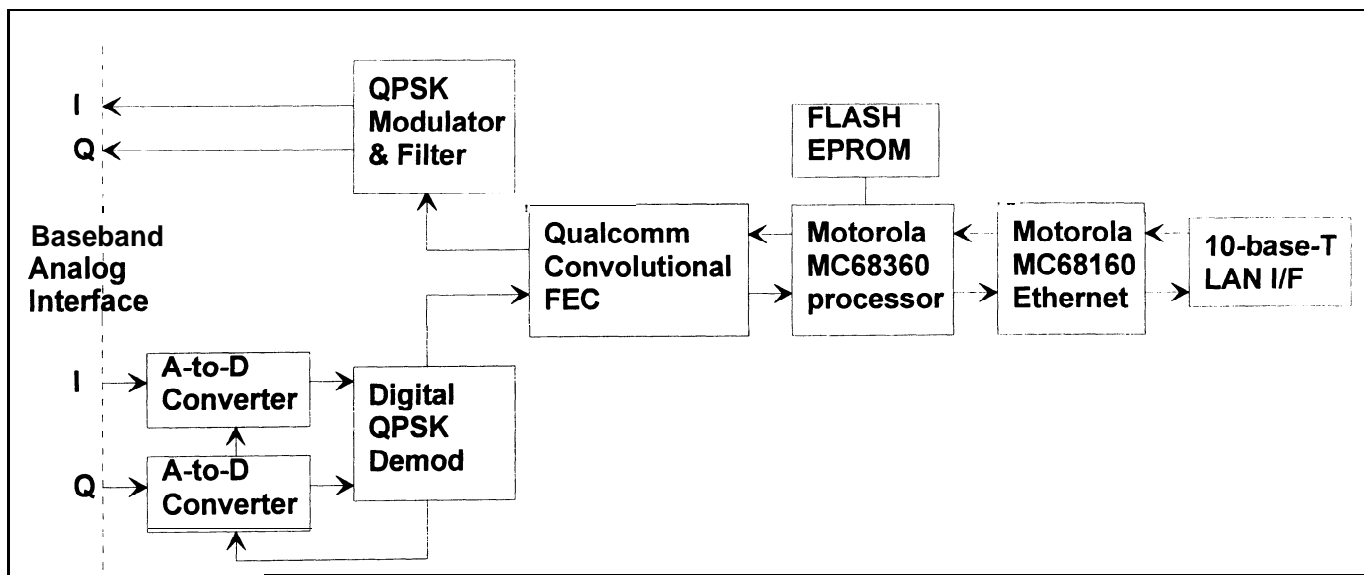 I
Q
QPSK
Modulator
& Filter
FLASH
EPROM
Baseband
Analog
Interface
Qualcomm
Convolutional
FEC
Motorola
MC68360
processor
Motorola
MC68160
Ethernet
10-base-T
LAN I/F
I
A-to-D
Converter
Digital
QPSK
Demod
Q
A-to-D
Converter